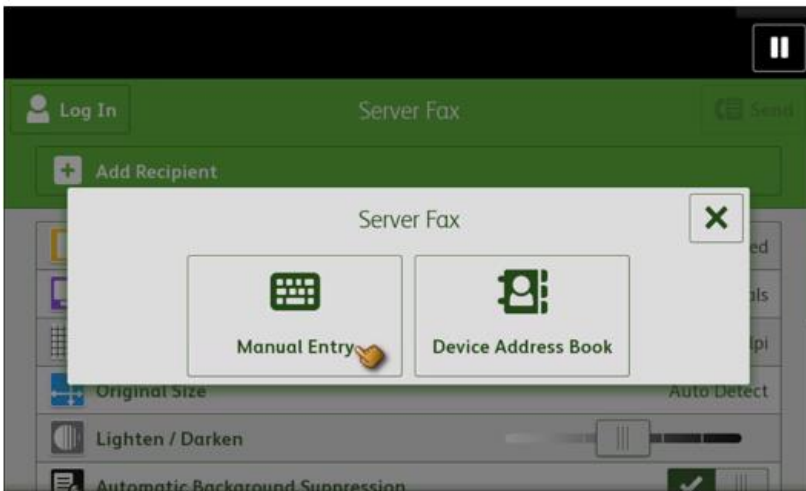 Log In
Server Fax
Send
Add Recipient
Server Fax
Manual Entry
Device Address Book
Original Size
Auto Detect
Lighten / Darken
Automatic Background Suppression